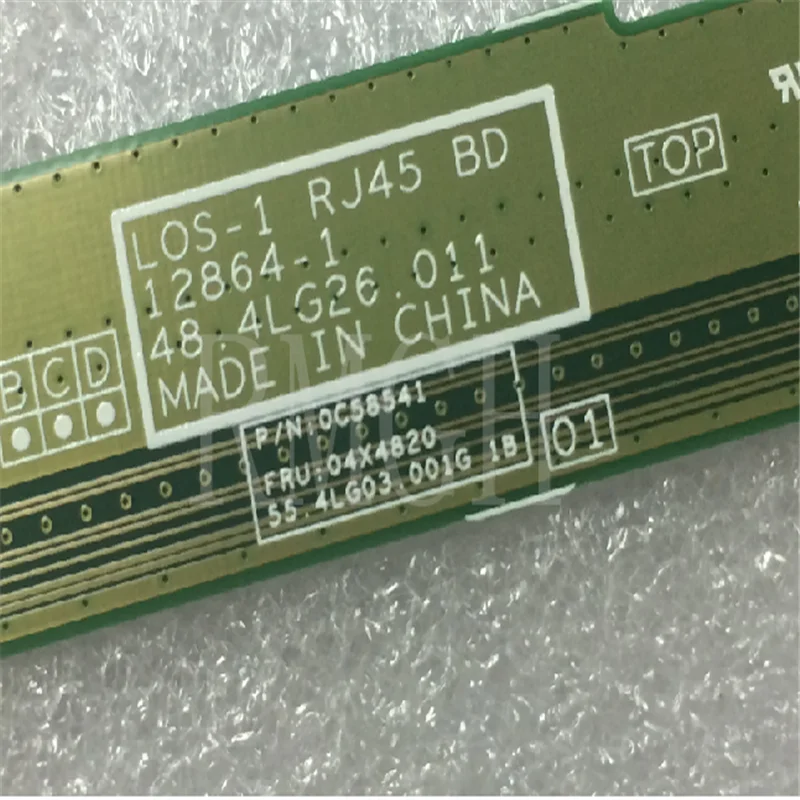 LOS-1 RJ45 BD
12864-1
48.4LG26.011
MADE IN CHINA
TOP
B C D
P/N:0C58541
FRU:04X4820
55.4LG03.001G 1B
01
RMGH